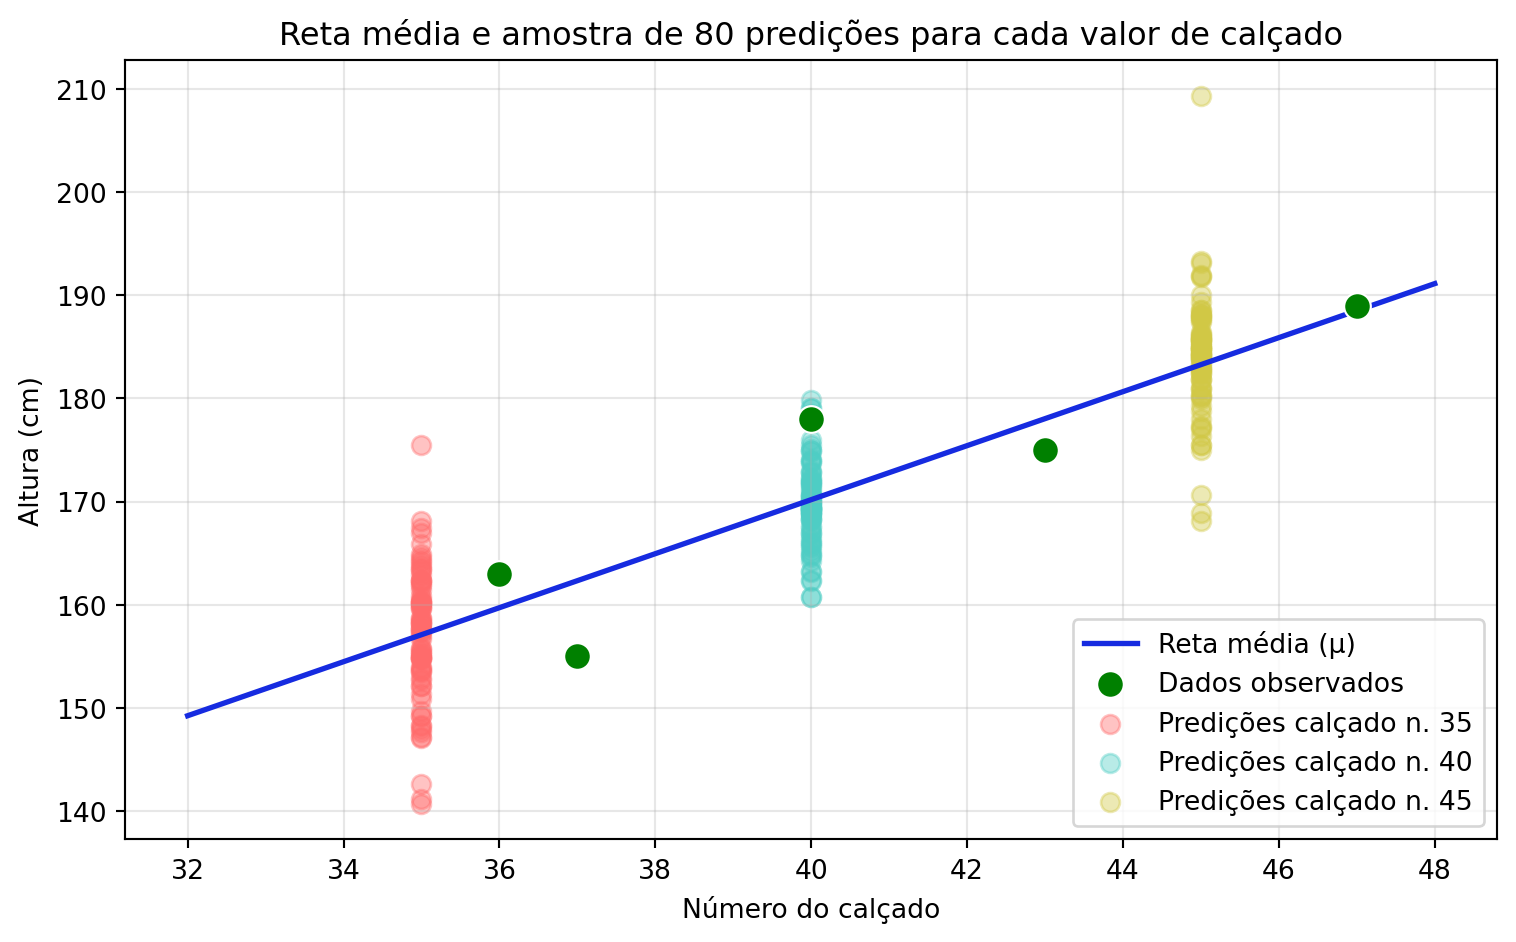 Reta média e amostra de 80 predições para cada valor de calçado
Altura (cm)
210
200
190
180
170
160
150
140
32 34 36 38 40 42 44 46 48
Número do calçado
Reta média (μ)
Dados observados
Predições calçado n. 35
Predições calçado n. 40
Predições calçado n. 45